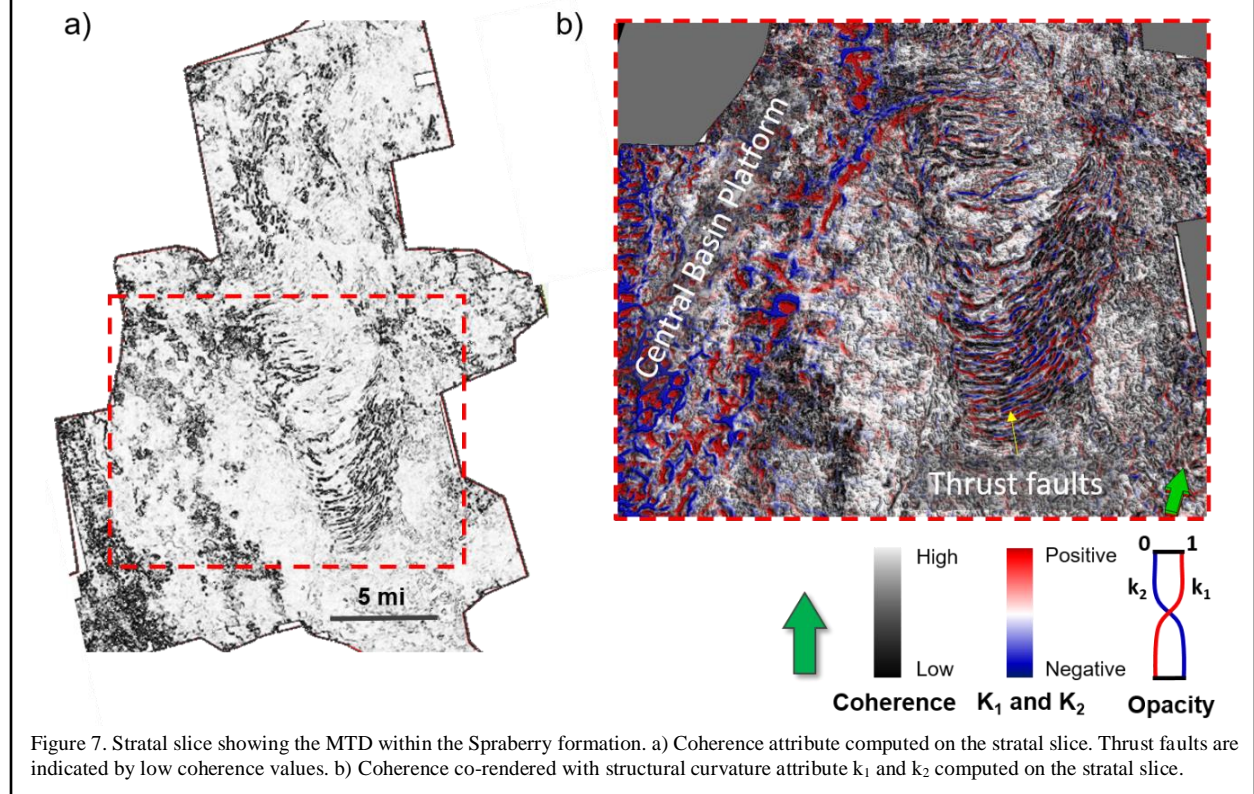 a)
b)
Central Basin Platform
Thrust faults
5 mi
High
Low
Coherence
Positive
Negative
K₁ and K₂
0 1
k₂ k₁
Opacity
Figure 7. Stratal slice showing the MTD within the Spraberry formation. a) Coherence attribute computed on the stratal slice. Thrust faults are
indicated by low coherence values. b) Coherence co-rendered with structural curvature attribute k₁ and k₂ computed on the stratal slice.